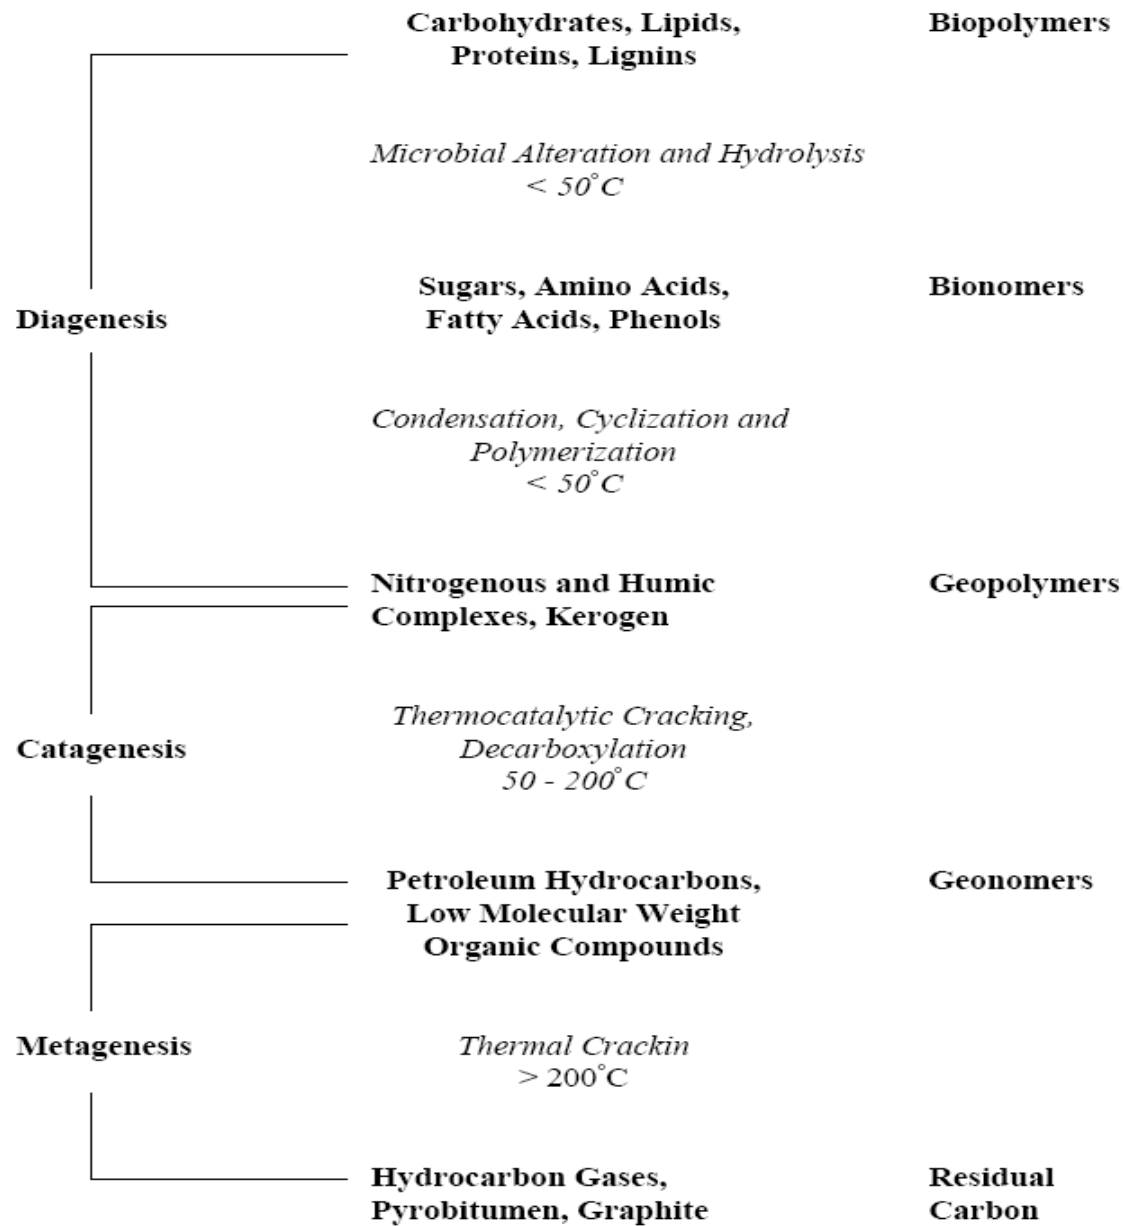 Carbohydrates, Lipids,
Proteins, Lignins
Biopolymers
Microbial Alteration and Hydrolysis
< 50°C
Sugars, Amino Acids,
Fatty Acids, Phenols
Bionomers
Diagenesis
Condensation, Cyclization and
Polymerization
< 50°C
Nitrogenous and Humic
Complexes, Kerogen
Geopolymers
Thermocatalytic Cracking,
Decarboxylation
50 - 200°C
Catagenesis
Petroleum Hydrocarbons,
Low Molecular Weight
Organic Compounds
Geonomers
Metagenesis
Thermal Crackin
> 200°C
Hydrocarbon Gases,
Pyrobitumen, Graphite
Residual
Carbon